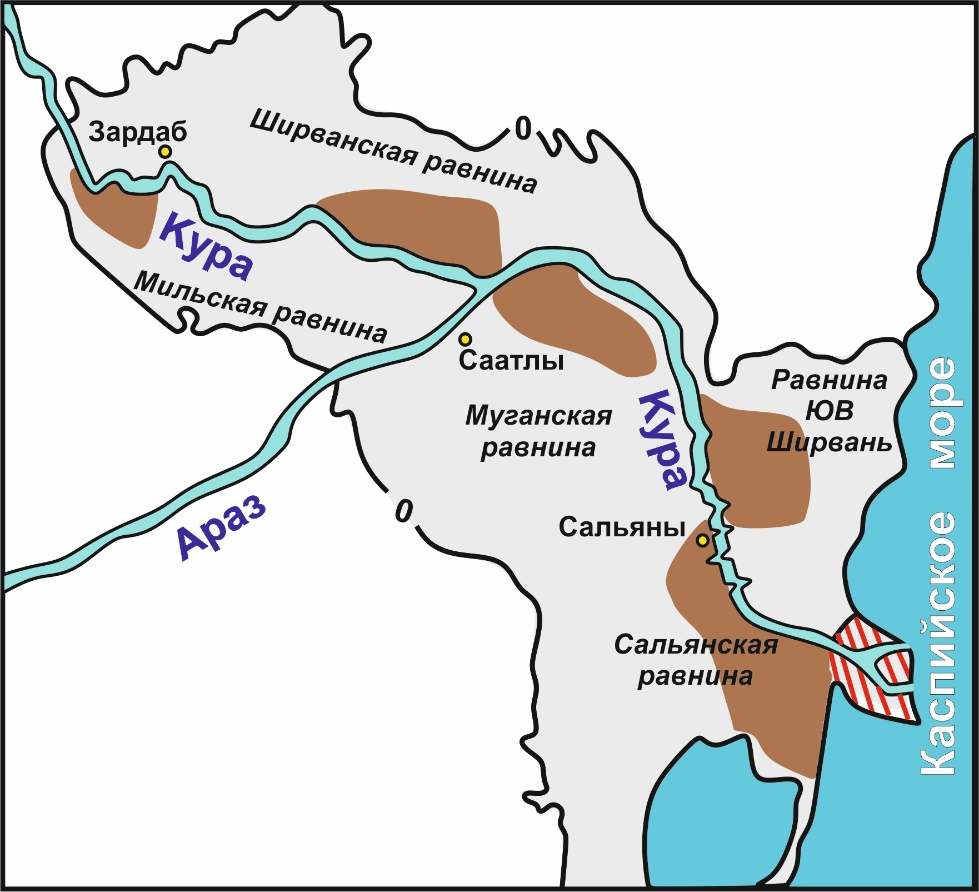 0
Зардаб
Ширванская равнина
Кура
Мильская равнина
Саатлы
Равнина
ЮВ
Ширвань
Муганская
равнина
Кура
Араз
0
Сальяны
Сальянская
равнина
Каспийское море